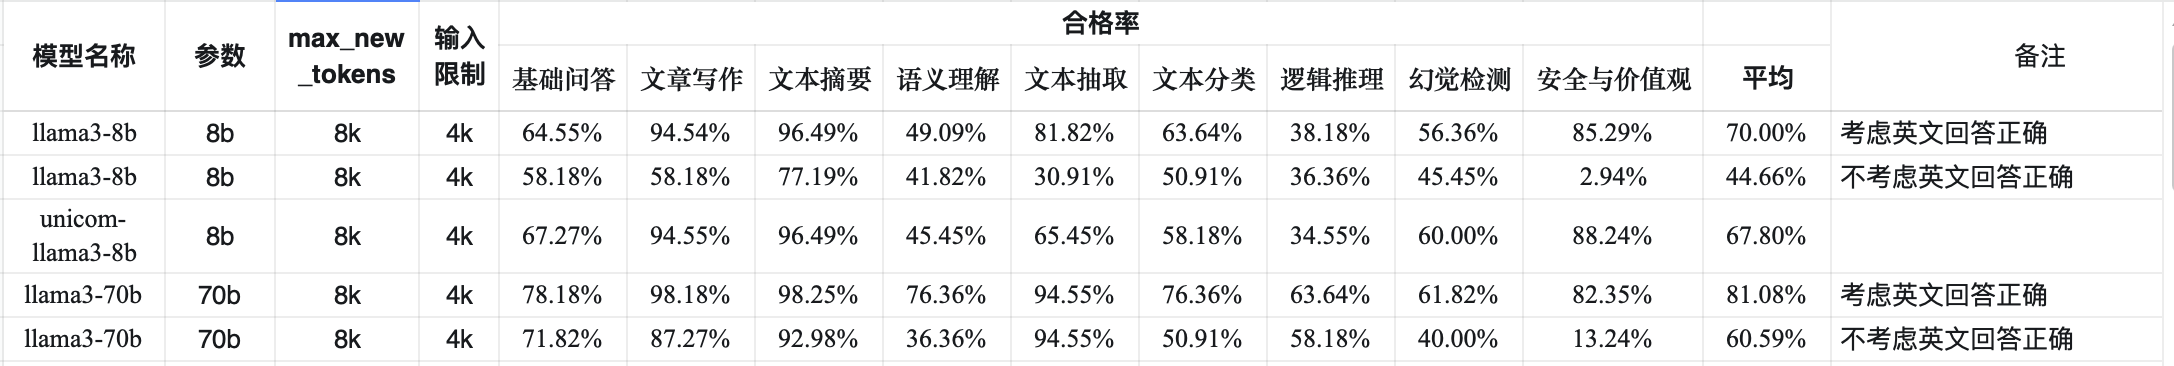 模型名称 参数 max_new_tokens 输入限制 合格率 备注
基础问答 文章写作 文本摘要 语义理解 文本抽取 文本分类 逻辑推理 幻觉检测 安全与价值观 平均
llama3-8b 8b 8k 4k 64.55% 94.54% 96.49% 49.09% 81.82% 63.64% 38.18% 56.36% 85.29% 70.00% 考虑英文回答正确
llama3-8b 8b 8k 4k 58.18% 58.18% 77.19% 41.82% 30.91% 50.91% 36.36% 45.45% 2.94% 44.66% 不考虑英文回答正确
unicom-llama3-8b 8b 8k 4k 67.27% 94.55% 96.49% 45.45% 65.45% 58.18% 34.55% 60.00% 88.24% 67.80%
llama3-70b 70b 8k 4k 78.18% 98.18% 98.25% 76.36% 94.55% 76.36% 63.64% 61.82% 82.35% 81.08% 考虑英文回答正确
llama3-70b 70b 8k 4k 71.82% 87.27% 92.98% 36.36% 94.55% 50.91% 58.18% 40.00% 13.24% 60.59% 不考虑英文回答正确